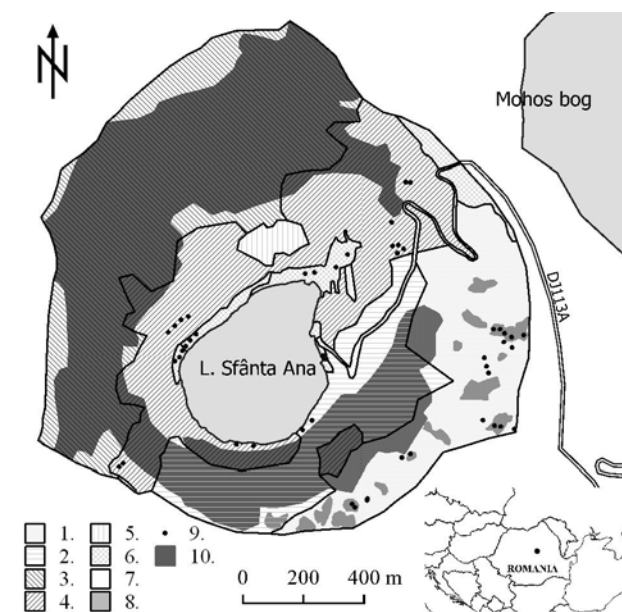 N
Mohos bog
DJ113A
L. Sfânta Ana
1. 5. 9.
2. 6. 10.
3. 7.
4. 8.
0 200 400 m
ROMANIA